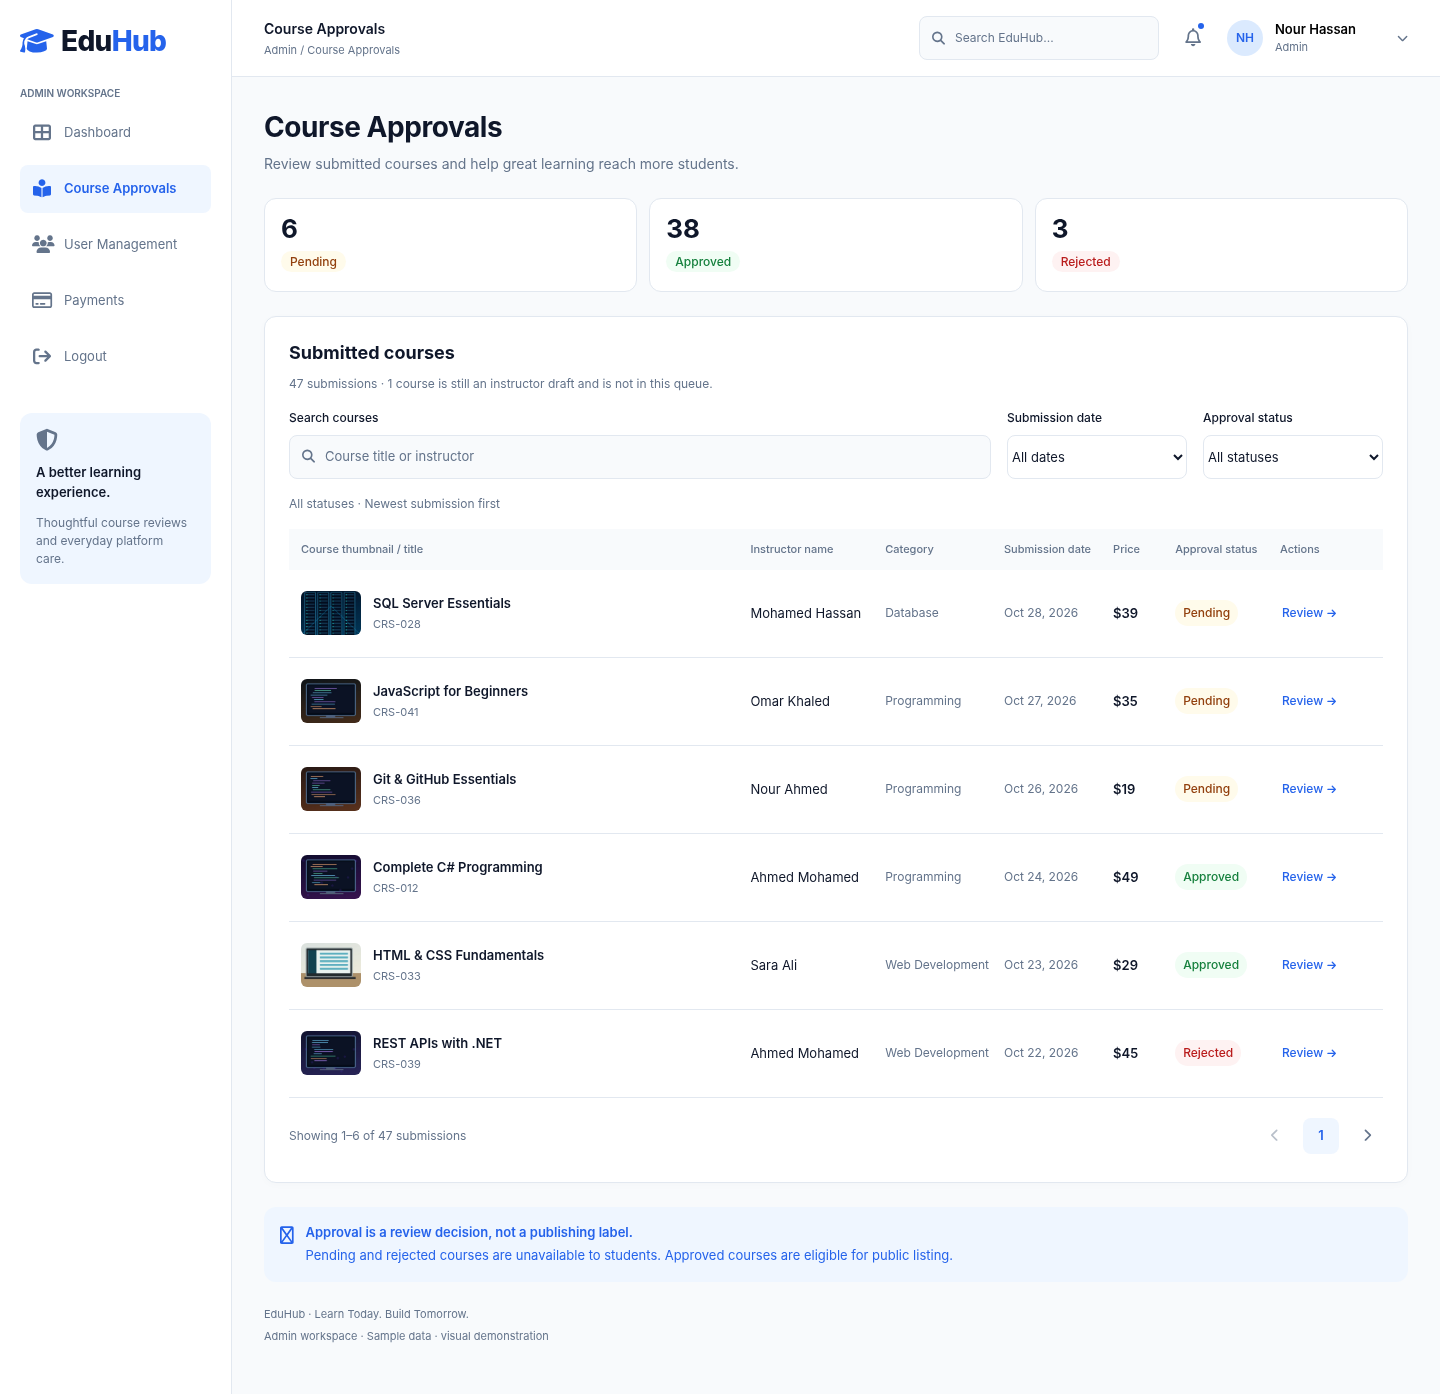 EduHub
ADMIN WORKSPACE
Dashboard
Course Approvals
User Management
Payments
Logout
A better learning
experience.
Thoughtful course reviews
and everyday platform
care.
Course Approvals
Admin / Course Approvals
Search EduHub...
NH
Nour Hassan
Admin
Course Approvals
Review submitted courses and help great learning reach more students.
6
Pending
38
Approved
3
Rejected
Submitted courses
47 submissions · 1 course is still an instructor draft and is not in this queue.
Search courses
Submission date
Approval status
Course title or instructor
All dates
All statuses
All statuses · Newest submission first
Course thumbnail / title Instructor name Category Submission date Price Approval status Actions
SQL Server Essentials
CRS-028
Mohamed Hassan Database Oct 28, 2026 $39 Pending Review →
JavaScript for Beginners
CRS-041
Omar Khaled Programming Oct 27, 2026 $35 Pending Review →
Git & GitHub Essentials
CRS-036
Nour Ahmed Programming Oct 26, 2026 $19 Pending Review →
Complete C# Programming
CRS-012
Ahmed Mohamed Programming Oct 24, 2026 $49 Approved Review →
HTML & CSS Fundamentals
CRS-033
Sara Ali Web Development Oct 23, 2026 $29 Approved Review →
REST APIs with .NET
CRS-039
Ahmed Mohamed Web Development Oct 22, 2026 $45 Rejected Review →
Showing 1–6 of 47 submissions
1
Approval is a review decision, not a publishing label.
Pending and rejected courses are unavailable to students. Approved courses are eligible for public listing.
EduHub · Learn Today. Build Tomorrow.
Admin workspace · Sample data · visual demonstration